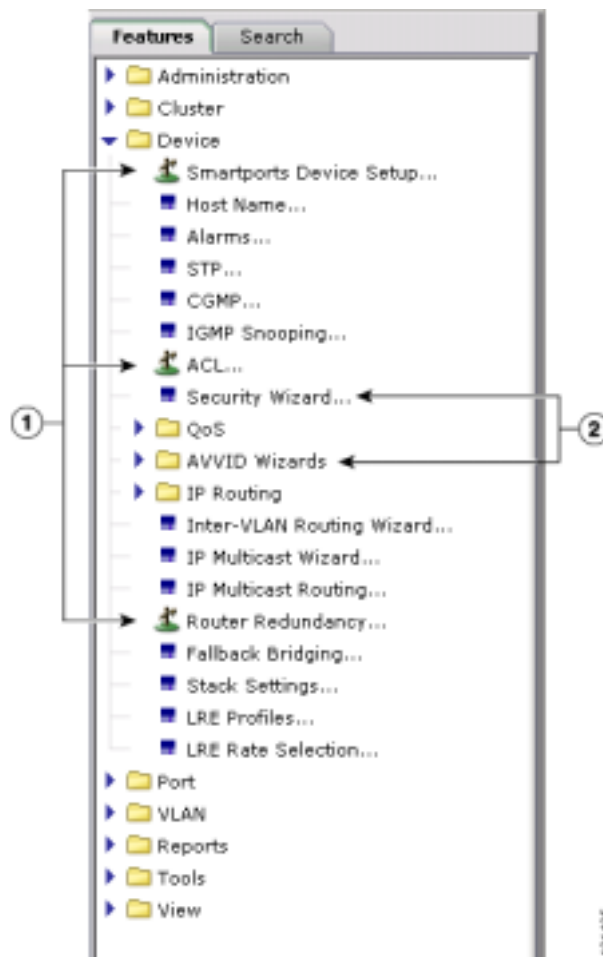 Features Search
Administration
Cluster
Device
Smartports Device Setup...
Host Name...
Alarms...
STP...
CGMP...
IGMP Snooping...
ACL...
Security Wizard...
1
QoS
2
AVVID Wizards
IP Routing
Inter-VLAN Routing Wizard...
IP Multicast Wizard...
IP Multicast Routing...
Router Redundancy...
Fallback Bridging...
Stack Settings...
LRE Profiles...
LRE Rate Selection...
Port
VLAN
Reports
Tools
View